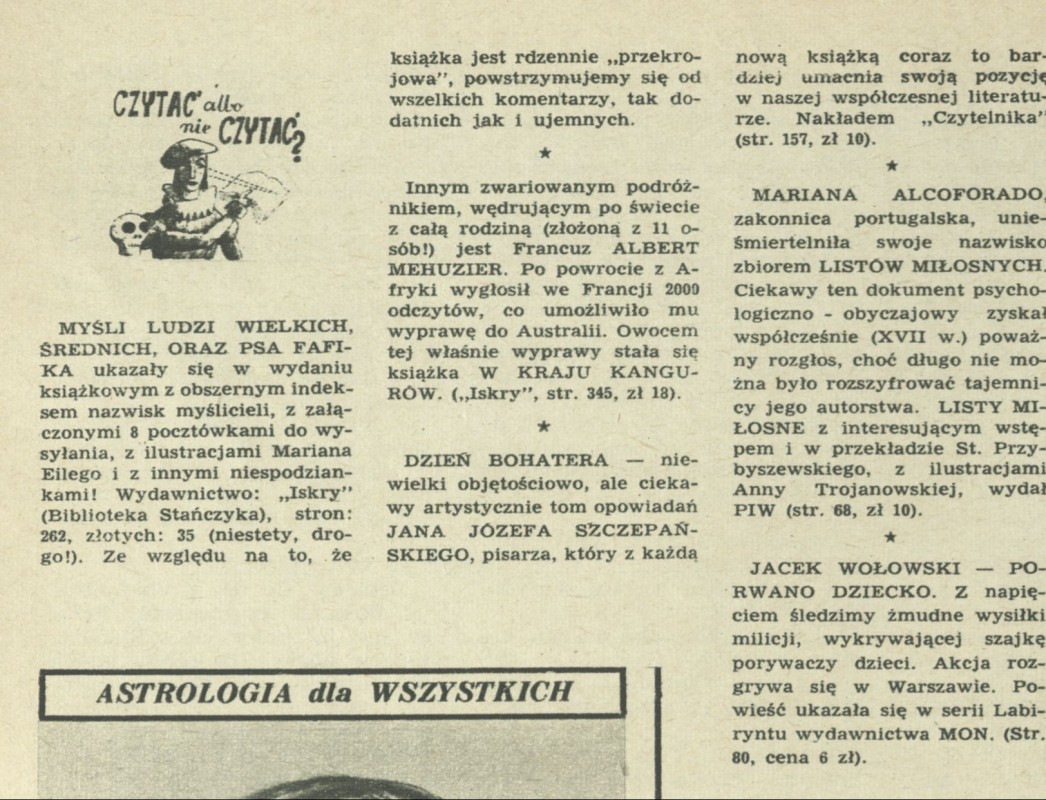 CZYTAĆ albo
nie CZYTAĆ?
MYŚLI LUDZI WIELKICH,
ŚREDNICH, ORAZ PSA FAFI-
KA ukazały się w wydaniu
książkowym z obszernym indek-
sem nazwisk myślicieli, z załą-
czonymi 8 pocztówkami do wy-
syłania, z ilustracjami Mariana
Eilego i z innymi niespodzian-
kami! Wydawnictwo: „Iskry”
(Biblioteka Stańczyka), stron:
262, złotych: 35 (niestety, dro-
go!). Ze względu na to, że
książka jest rdzennie „przekro-
jowa”, powstrzymujemy się od
wszelkich komentarzy, tak do-
datnich jak i ujemnych.
★
Innym zwariowanym podróż-
nikiem, wędrującym po świecie
z całą rodziną (złożoną z 11 o-
sób!) jest Francuz ALBERT
MEHUZIER. Po powrocie z A-
fryki wygłosił we Francji 2000
odczytów, co umożliwiło mu
wyprawę do Australii. Owocem
tej właśnie wyprawy stała się
książka W KRAJU KANGU-
RÓW. („Iskry”, str. 345, zł 18).
★
DZIEŃ BOHATERA — nie-
wielki objętościowo, ale cieka-
wy artystycznie tom opowiadań
JANA JÓZEFA SZCZEPAŃ-
SKIEGO, pisarza, który z każdą
nową książką coraz to bar-
dziej umacnia swoją pozycję
w naszej współczesnej literatu-
rze. Nakładem „Czytelnika”
(str. 157, zł 10).
★
MARIANA ALCOFORADO,
zakonnica portugalska, unie-
śmiertelniła swoje nazwisko
zbiorem LISTÓW MIŁOSNYCH.
Ciekawy ten dokument psycho-
logiczno - obyczajowy zyskał
współcześnie (XVII w.) poważ-
ny rozgłos, choć długo nie mo-
żna było rozszyfrować tajemni-
cy jego autorstwa. LISTY MI-
ŁOSNE z interesującym wstę-
pem i w przekładzie St. Przy-
byszewskiego, z ilustracjami
Anny Trojanowskiej, wydał
PIW (str. 68, zł 10).
★
JACEK WOŁOWSKI — PO-
RWANO DZIECKO. Z napię-
ciem śledzimy żmudne wysiłki
milicji, wykrywającej szajkę
porywaczy dzieci. Akcja roz-
grywa się w Warszawie. Po-
wieść ukazała się w serii Labi-
ryntu wydawnictwa MON. (Str.
80, cena 6 zł).
ASTROLOGIA dla WSZYSTKICH